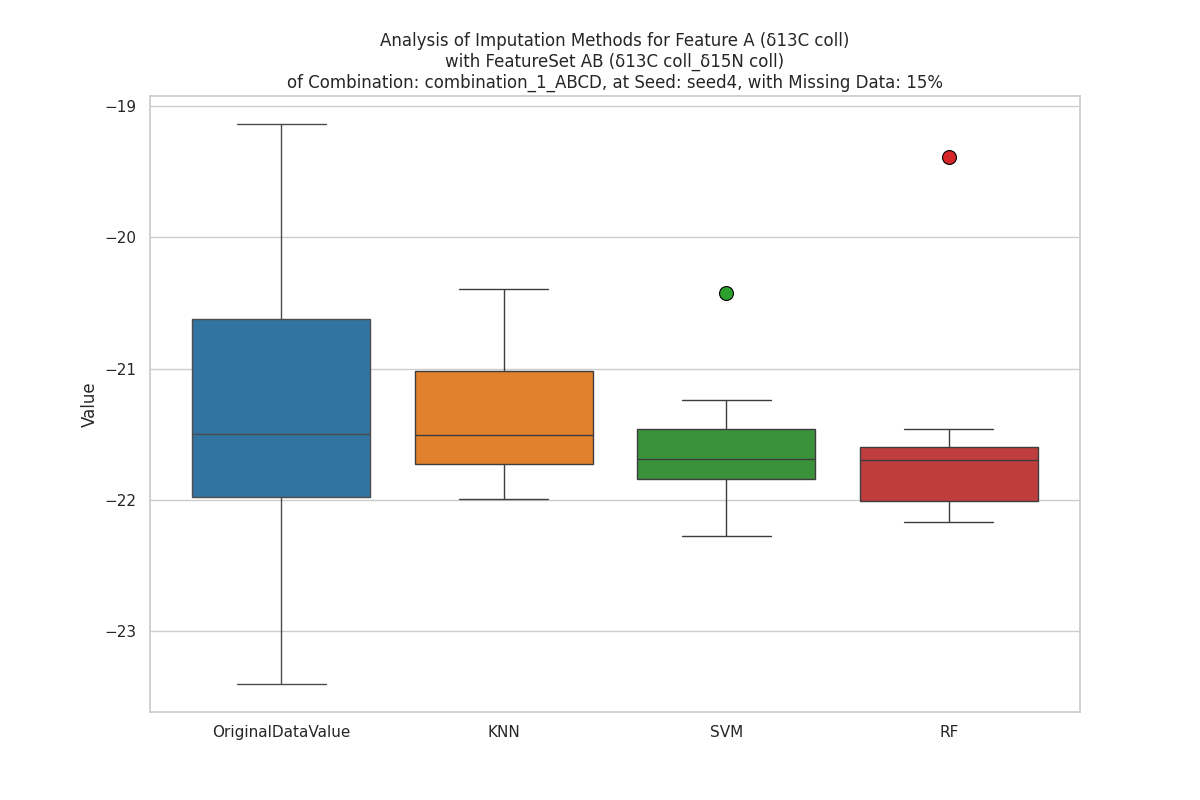 Analysis of Imputation Methods for Feature A (δ13C coll)
with FeatureSet AB (δ13C coll_δ15N coll)
of Combination: combination_1_ABCD, at Seed: seed4, with Missing Data: 15%
−19
−20
−21
−22
−23
Value
OriginalDataValue
KNN
SVM
RF